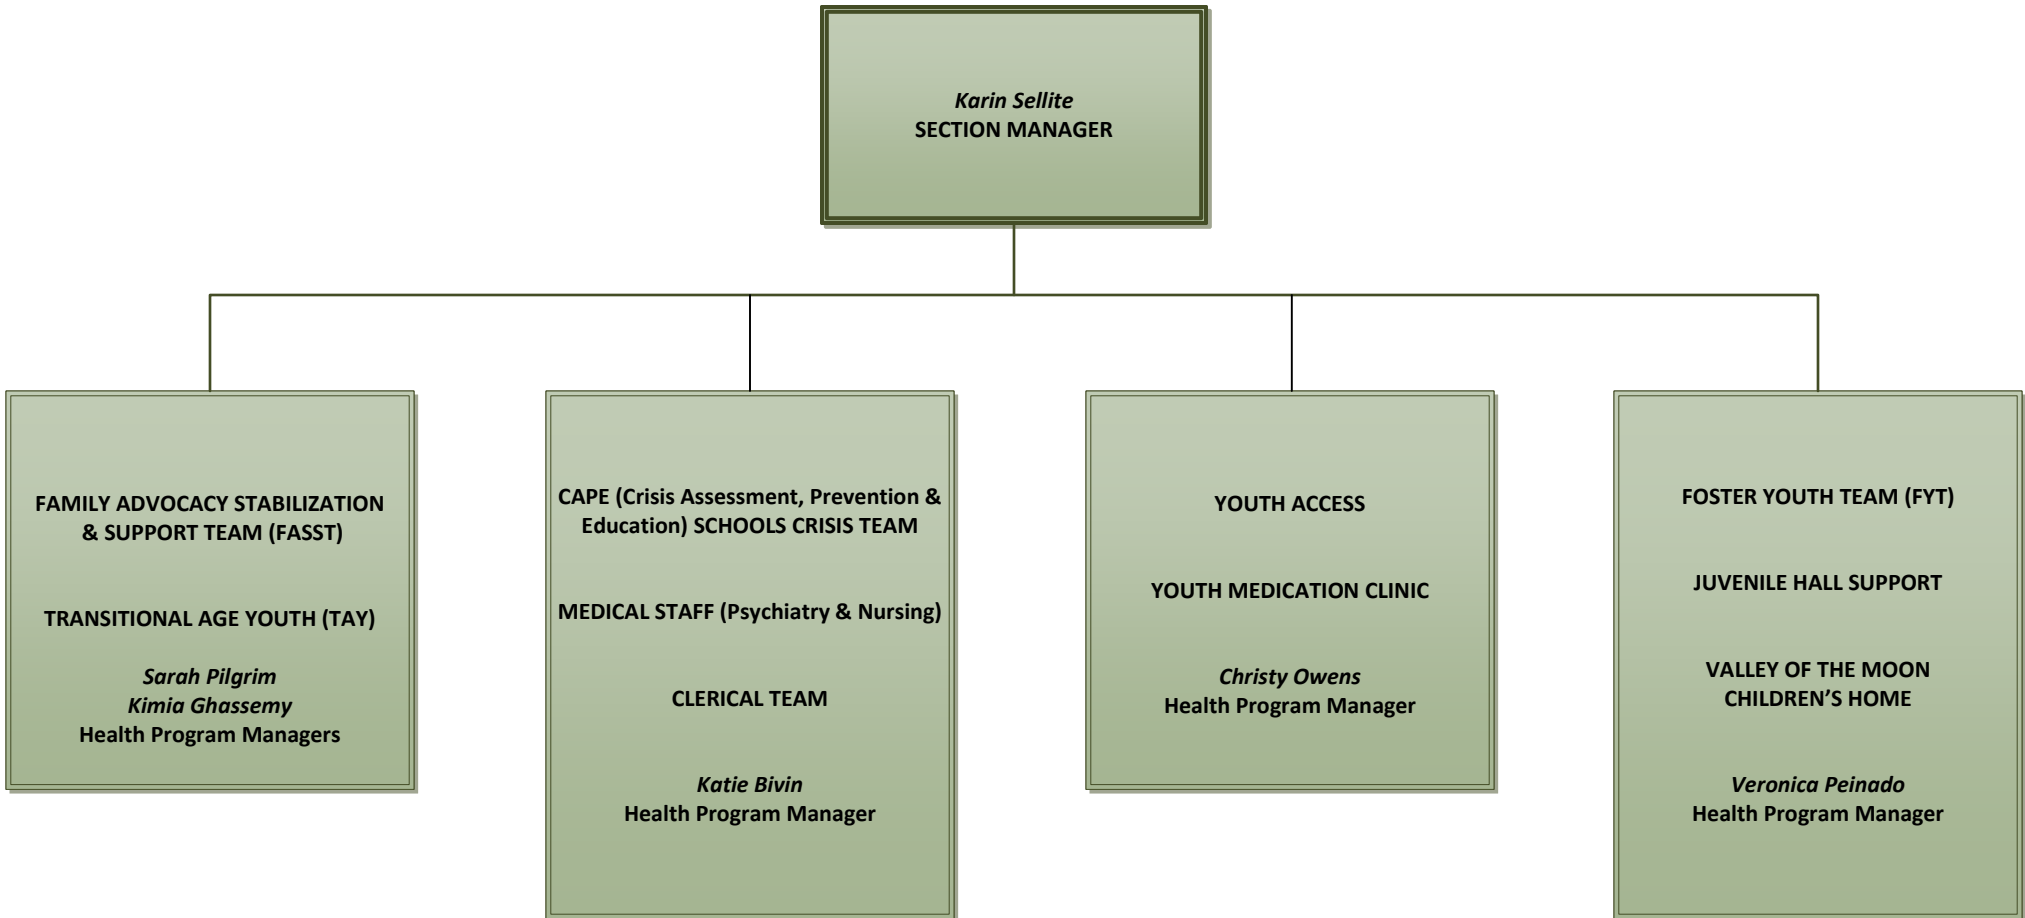 Karin Sellite
SECTION MANAGER
FAMILY ADVOCACY STABILIZATION
& SUPPORT TEAM (FASST)
TRANSITIONAL AGE YOUTH (TAY)
Sarah Pilgrim
Kimia Ghassemy
Health Program Managers
CAPE (Crisis Assessment, Prevention &
Education) SCHOOLS CRISIS TEAM
MEDICAL STAFF (Psychiatry & Nursing)
CLERICAL TEAM
Katie Bivin
Health Program Manager
YOUTH ACCESS
YOUTH MEDICATION CLINIC
Christy Owens
Health Program Manager
FOSTER YOUTH TEAM (FYT)
JUVENILE HALL SUPPORT
VALLEY OF THE MOON
CHILDREN’S HOME
Veronica Peinado
Health Program Manager